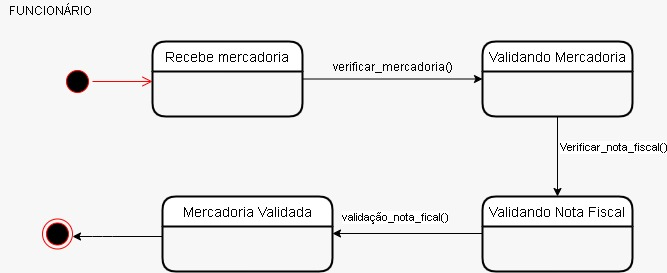 FUNCIONÁRIO
Recebe mercadoria
verificar_mercadoria()
Validando Mercadoria
Verificar_nota_fiscal()
Validando Nota Fiscal
validação_nota_fical()
Mercadoria Validada